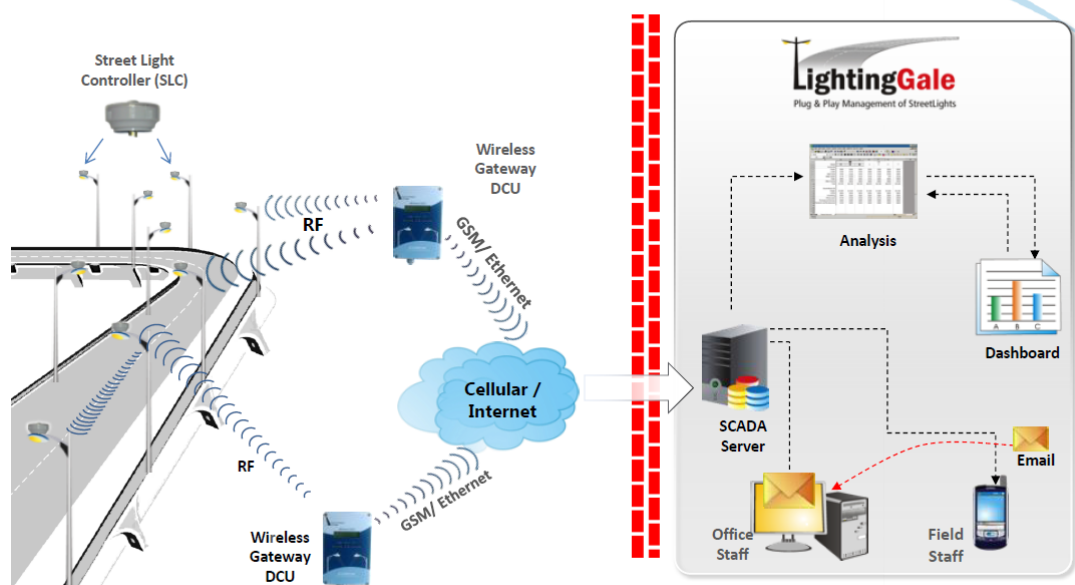 Street Light
Controller (SLC)
Wireless
Gateway
DCU
RF
GSM/ Ethernet
Cellular /
Internet
RF
GSM/ Ethernet
Wireless
Gateway
DCU
LightingGale
Plug & Play Management of StreetLights
Analysis
A B C
Dashboard
SCADA
Server
Email
Office
Staff
Field
Staff